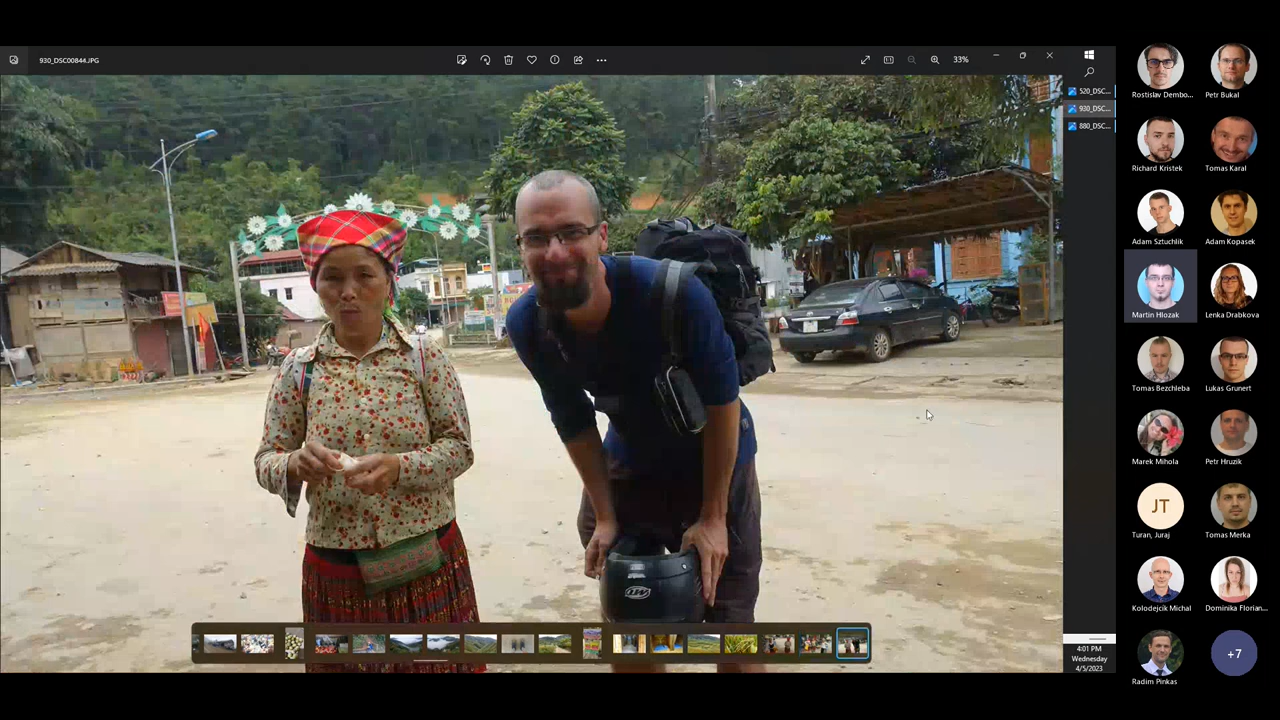 930_DSC00844.JPG
33%
520_DSC...
930_DSC...
880_DSC...
4:01 PM
Wednesday
4/5/2023
Rostislav Dembo...
Petr Bukal
Richard Kristek
Tomas Karal
Adam Sztuchlik
Adam Kopasek
Martin Hlozak
Lenka Drabkova
Tomas Bezchleba
Lukas Grunert
Marek Mihola
Petr Hruzik
JT
Turan, Juraj
Tomas Merka
Kolodejcik Michal
Dominika Florian...
Radim Pinkas
+7